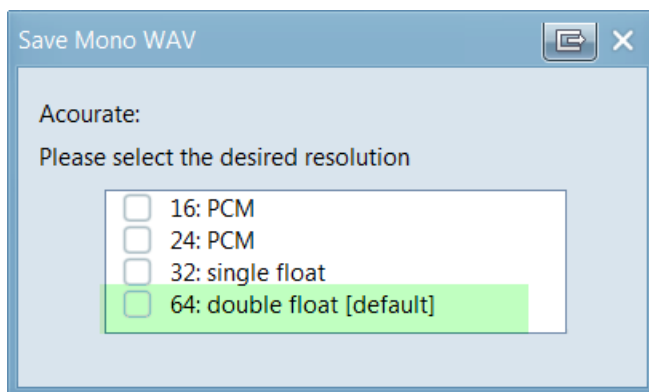 Save Mono WAV
Acourate:
Please select the desired resolution
16: PCM
24: PCM
32: single float
64: double float [default]